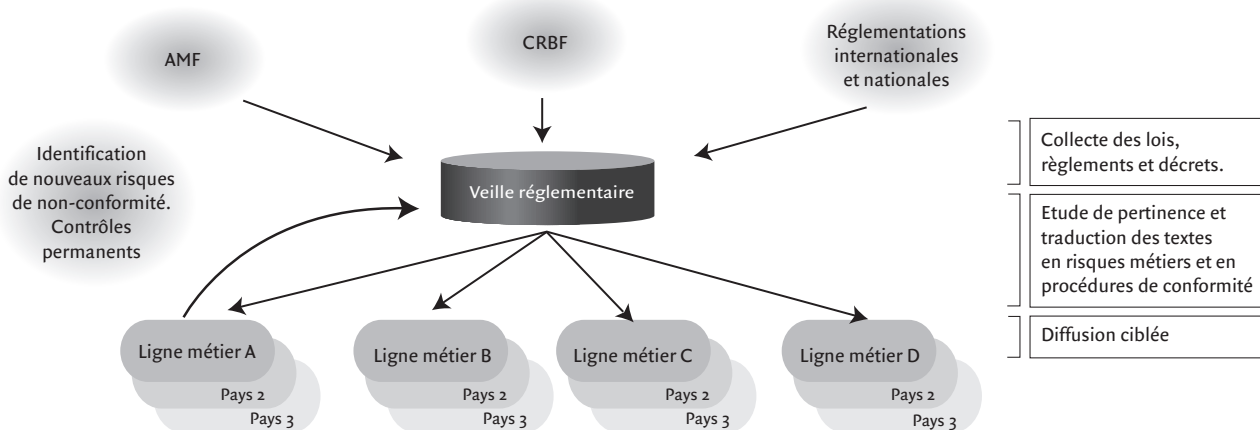 AMF
CRBF
Réglementations
internationales
et nationales
Identification
de nouveaux risques
de non-conformité.
Contrôles
permanents
Veille réglementaire
Collecte des lois,
règlements et décrets.
Etude de pertinence et
traduction des textes
en risques métiers et en
procédures de conformité
Diffusion ciblée
Ligne métier A
Pays 2
Pays 3
Ligne métier B
Pays 2
Pays 3
Ligne métier C
Pays 2
Pays 3
Ligne métier D
Pays 2
Pays 3